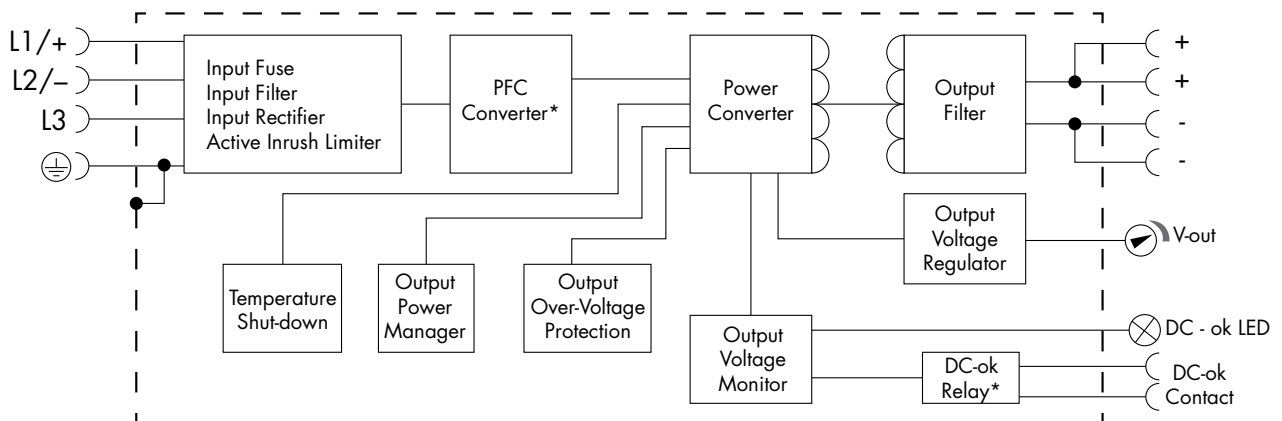 L1/+
L2/–
L3
Input Fuse
Input Filter
Input Rectifier
Active Inrush Limiter
PFC
Converter*
Power
Converter
Output
Filter
+
+
-
-
Output
Voltage
Regulator
V-out
Temperature
Shut-down
Output
Power
Manager
Output
Over-Voltage
Protection
Output
Voltage
Monitor
DC - ok LED
DC-ok
Relay*
DC-ok
Contact